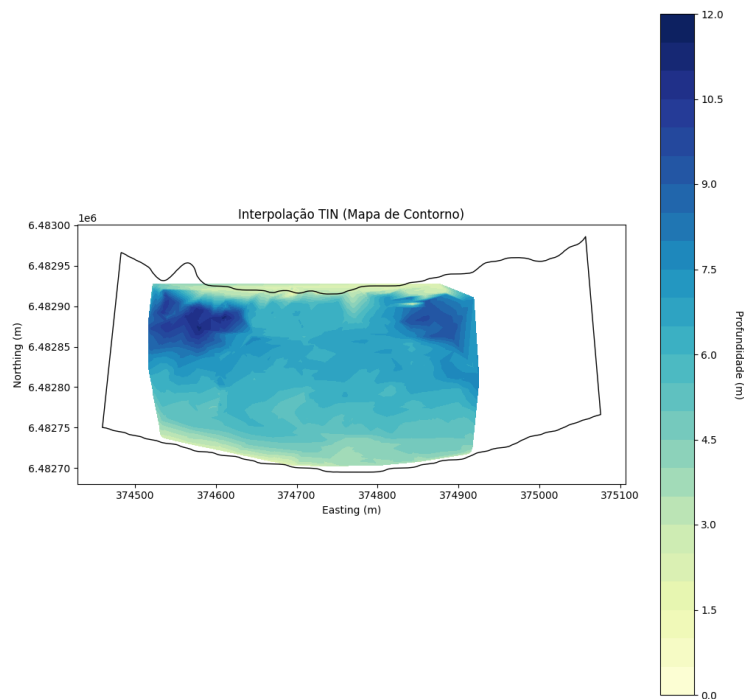 Interpolação TIN (Mapa de Contorno)
1e6
6.48300
6.48295
6.48290
6.48285
6.48280
6.48275
6.48270
Northing (m)
374500 374600 374700 374800 374900 375000 375100
Easting (m)
12.0
10.5
9.0
7.5
6.0
4.5
3.0
1.5
0.0
Profundidade (m)